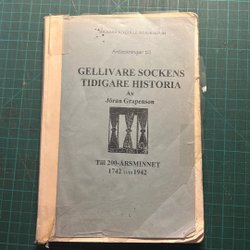 Anteckningar till
GELLIVARE SOCKENS
TIDIGARE HISTORIA
Av
Jöran Grapenson
Till 200-ÅRSMINNET
1742 1942